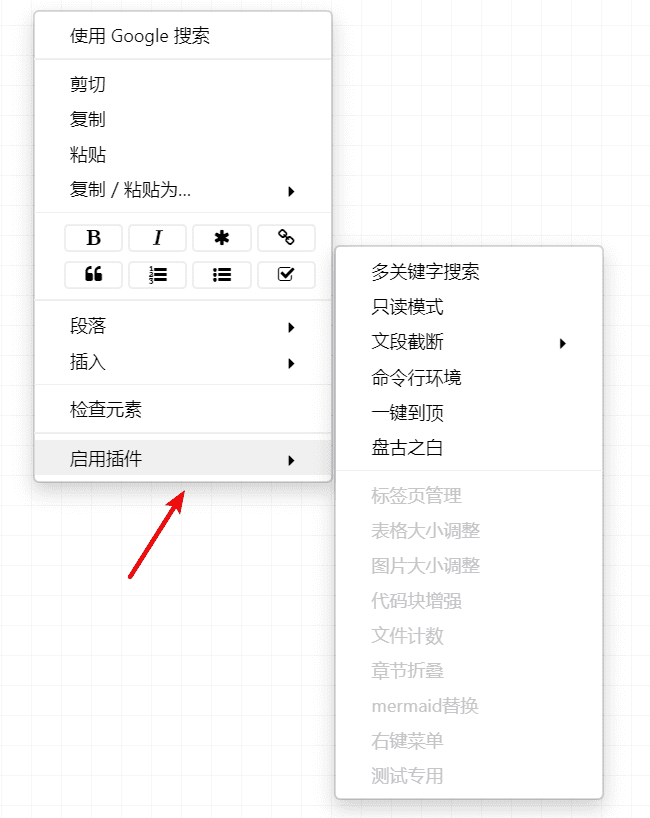 使用 Google 搜索
剪切
复制
粘贴
复制 / 粘贴为...
B I
段落
插入
检查元素
启用插件
多关键字搜索
只读模式
文段截断
命令行环境
一键到顶
盘古之白
标签页管理
表格大小调整
图片大小调整
代码块增强
文件计数
章节折叠
mermaid替换
右键菜单
测试专用